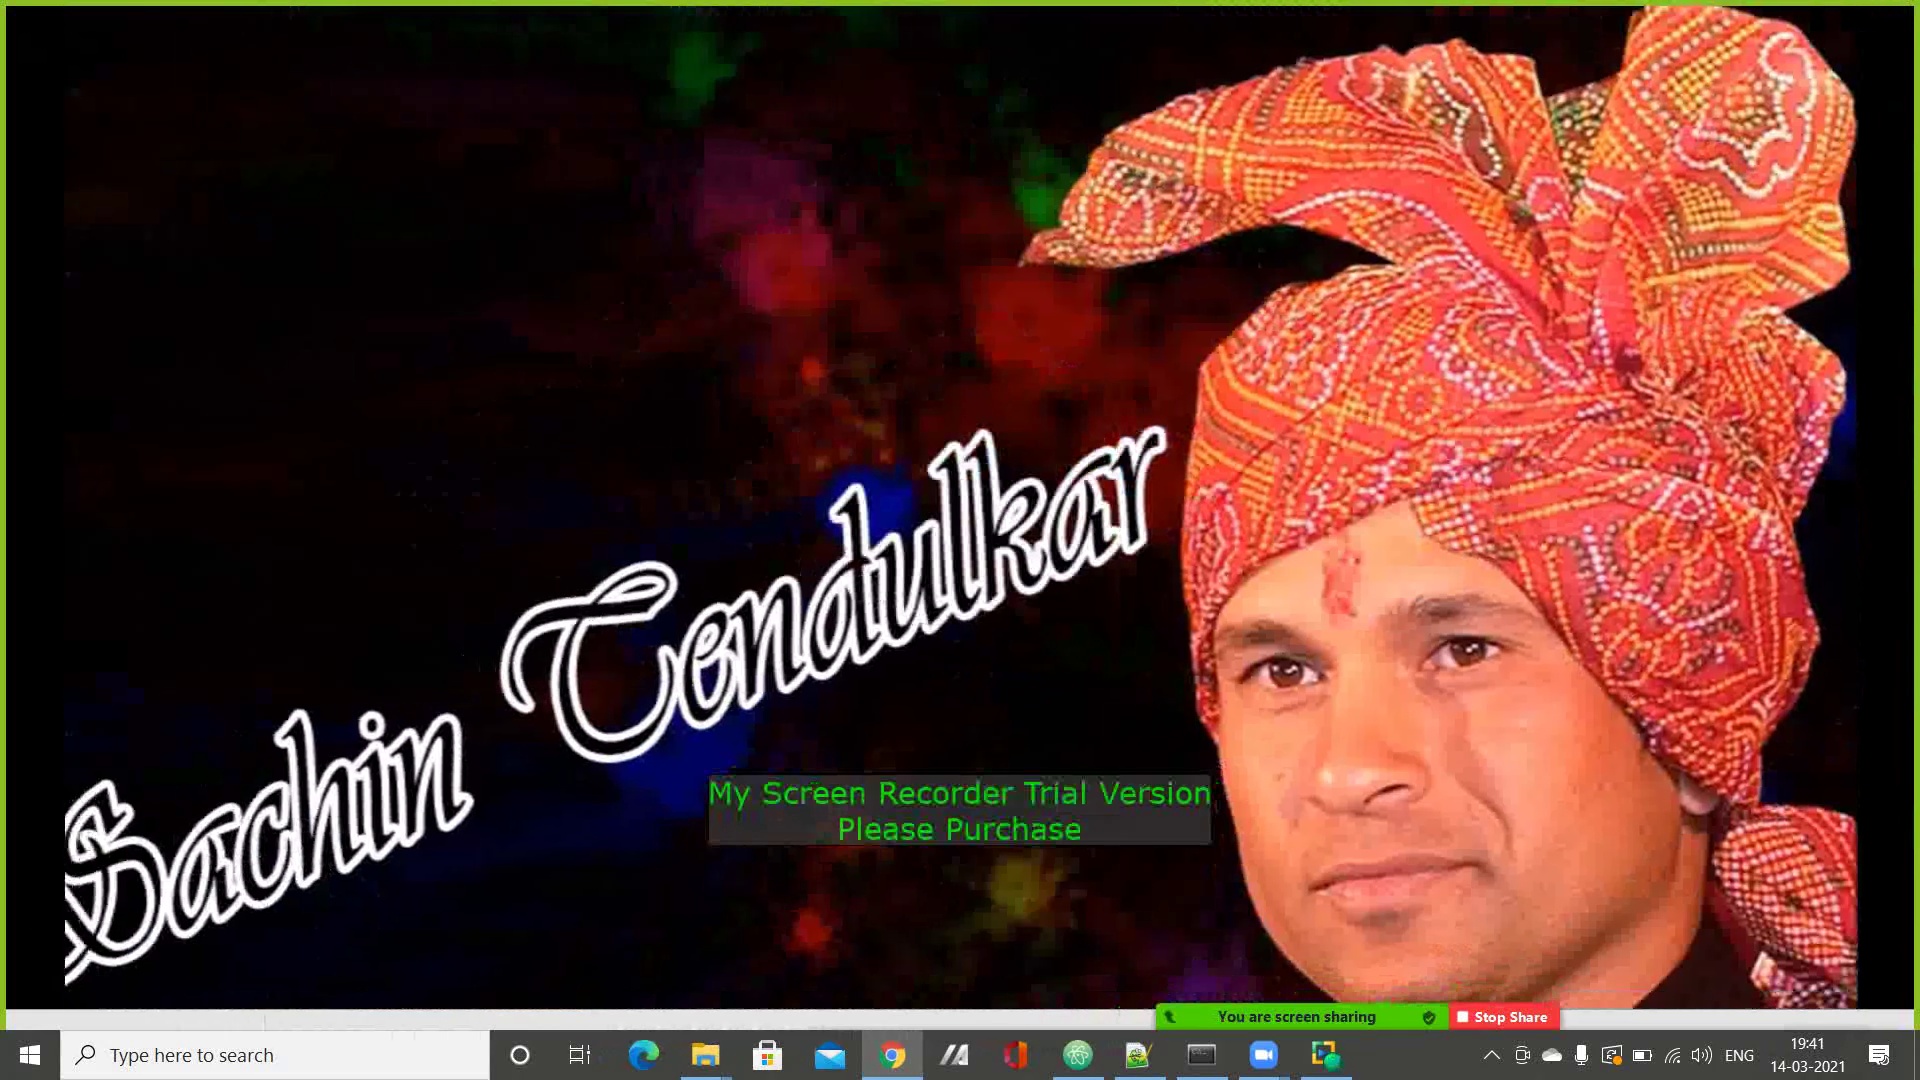 Sachin Tendulkar
My Screen Recorder Trial Version
Please Purchase
You are screen sharing
Stop Share
Type here to search
ENG
19:41
14-03-2021